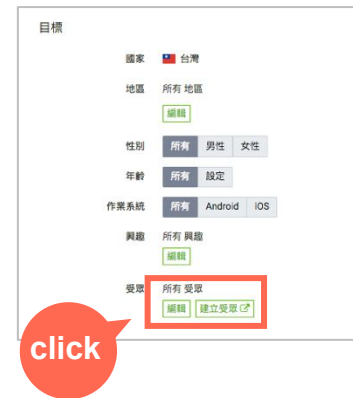 目標
國家 台灣
地區 所有 地區
編輯
性別 所有 男性 女性
年齡 所有 設定
作業系統 所有 Android IOS
興趣 所有 興趣
編輯
受眾 所有 受眾
編輯 建立受眾
click